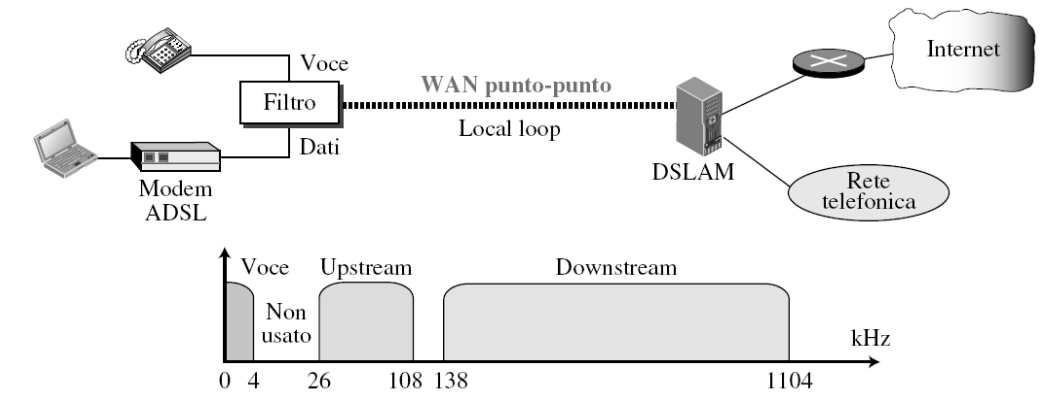 Voce
Filtro
Dati
Modem
ADSL
WAN punto-punto
Local loop
DSLAM
Internet
Rete
telefonica
Voce
Upstream
Downstream
Non
usato
kHz
0 4 26 108 138 1104